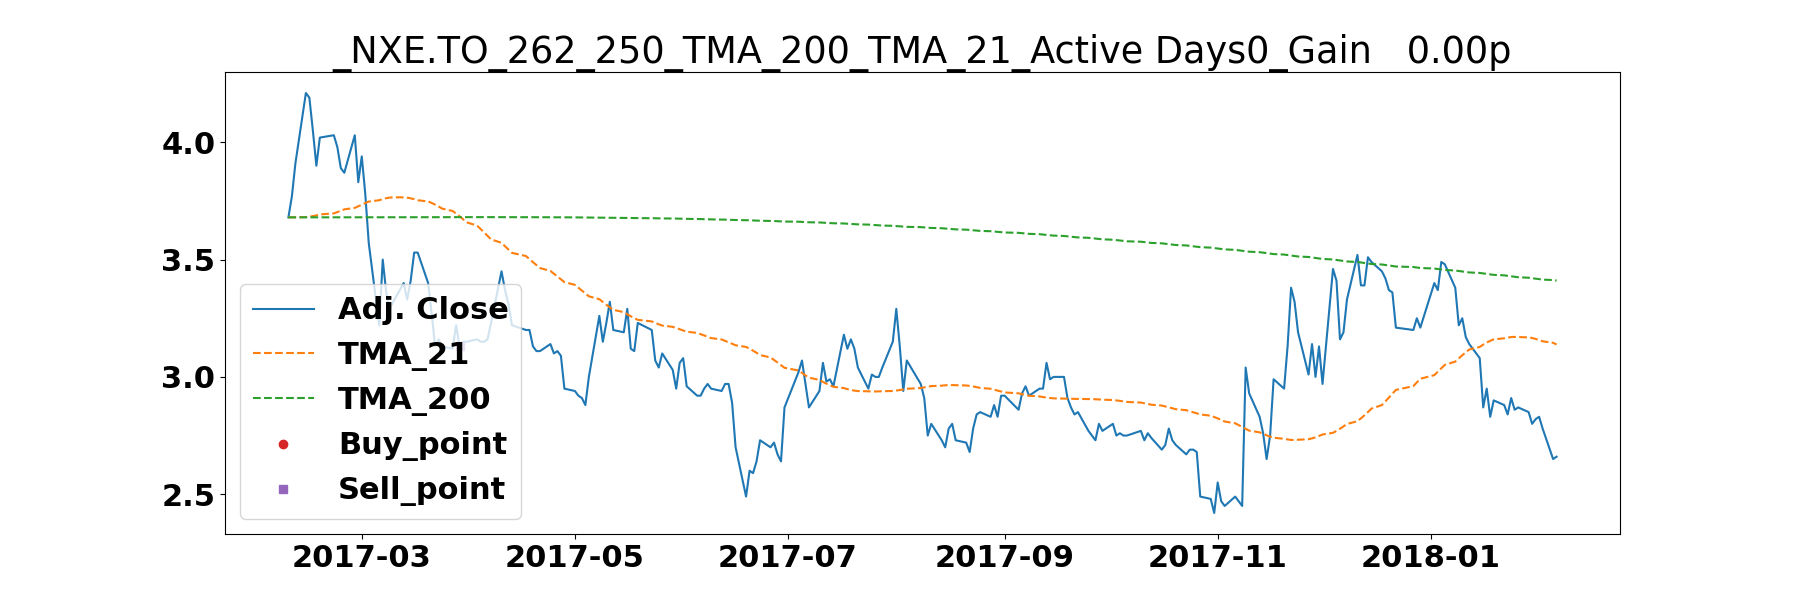 _NXE.TO_262_250_TMA_200_TMA_21_Active Days0_Gain   0.00p
4.0
3.5
3.0
2.5
Adj. Close
TMA_21
TMA_200
Buy_point
Sell_point
2017-03 2017-05 2017-07 2017-09 2017-11 2018-01